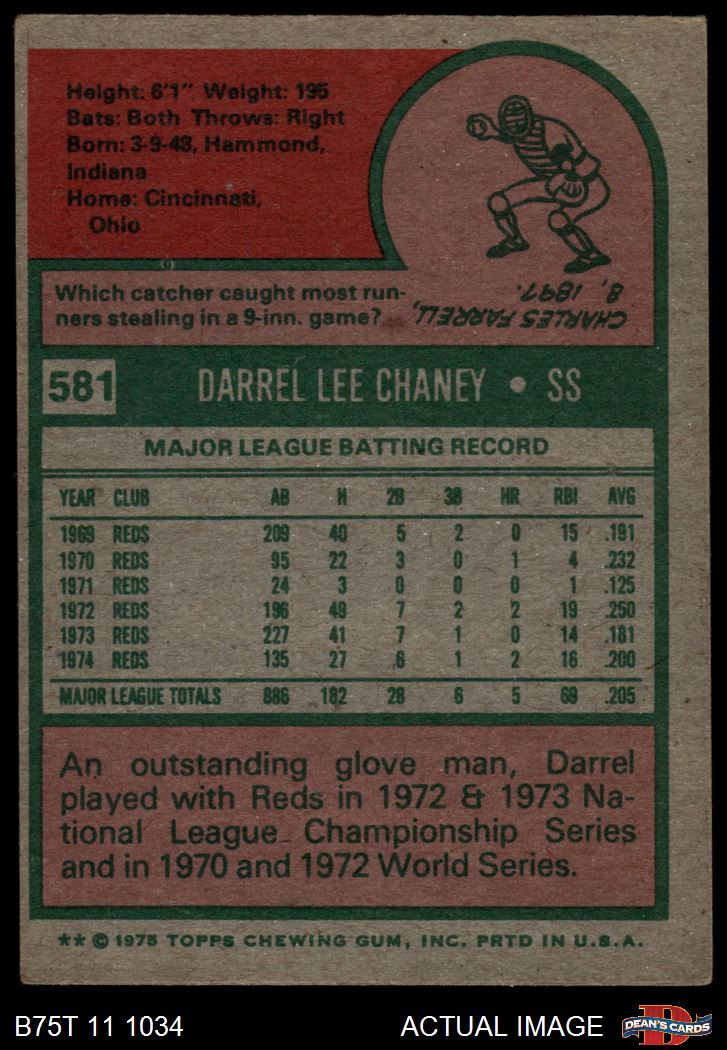 Height: 6'1" Weight: 195
Bats: Both Throws: Right
Born: 3-9-48, Hammond,
Indiana
Home: Cincinnati,
Ohio
Which catcher caught most run-
ners stealing in a 9-inn. game?
CHARLES FARRELL,
8, 1897.
581 DARREL LEE CHANEY • SS
MAJOR LEAGUE BATTING RECORD
YEAR CLUB AB H 2B 3B HR RBI AVG
1969 REDS 209 40 5 2 0 15 .191
1970 REDS 95 22 3 0 1 4 .232
1971 REDS 24 3 0 0 0 1 .125
1972 REDS 196 49 7 2 2 19 .250
1973 REDS 227 41 7 1 0 14 .181
1974 REDS 135 27 6 1 2 16 .200
MAJOR LEAGUE TOTALS 886 182 28 6 5 69 .205
An outstanding glove man, Darrel
played with Reds in 1972 & 1973 Na-
tional League Championship Series
and in 1970 and 1972 World Series.
** © 1975 TOPPS CHEWING GUM, INC. PRTD IN U.S.A.
B75T 11 1034 ACTUAL IMAGE
D
DEAN'S CARDS